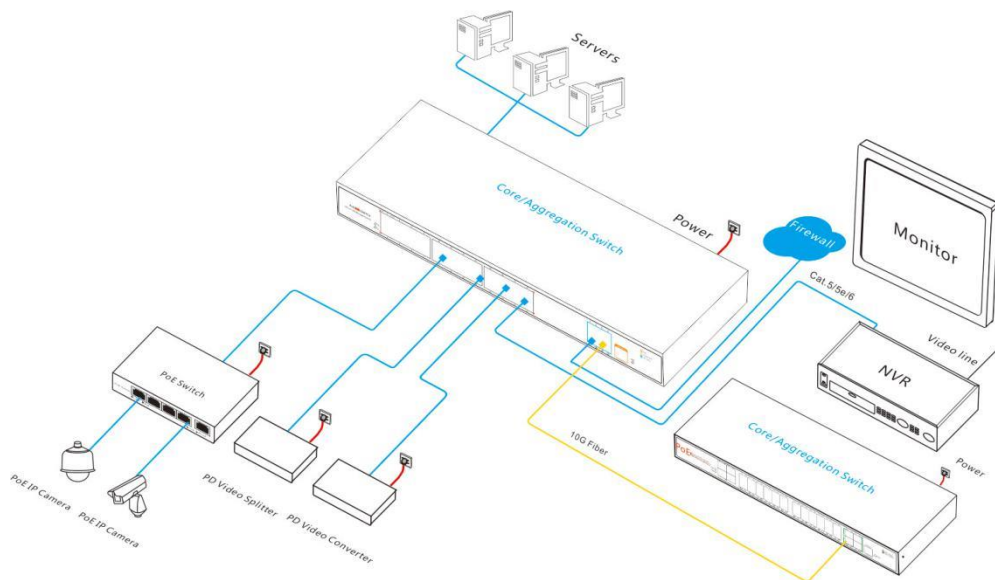 Servers
Core/Aggregation Switch
Power
Firewall
Monitor
Cat.5/5e/6
Video line
NVR
PoE Switch
Power
10G Fiber
PoE
Core/Aggregation Switch
PoE IP Camera
PoE IP Camera
PD Video Splitter
PD Video Converter